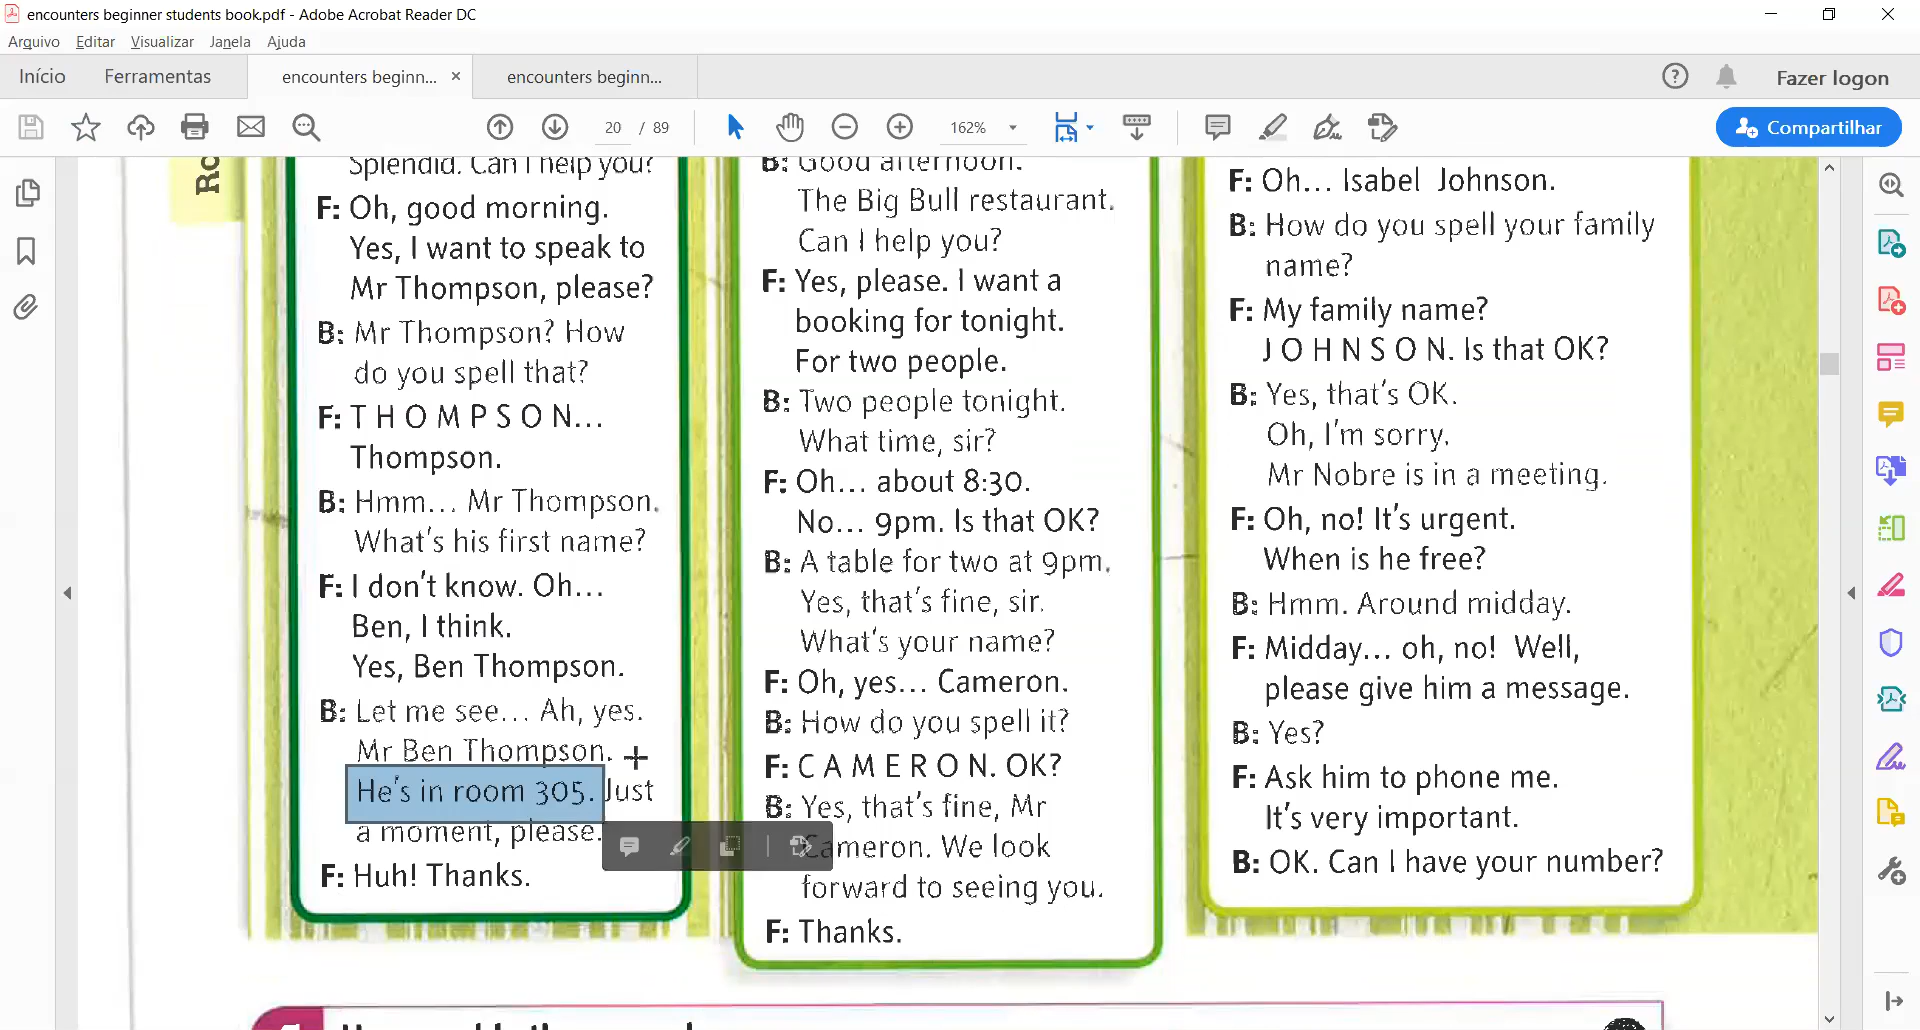 encounters beginner students book.pdf - Adobe Acrobat Reader DC
Arquivo Editar Visualizar Janela Ajuda
Início Ferramentas encounters beginn... × encounters beginn... Fazer logon
20 / 89 162% Compartilhar
Ro
Splendid. Can I help you?
F: Oh, good morning.
Yes, I want to speak to
Mr Thompson, please?
B: Mr Thompson? How
do you spell that?
F: T H O M P S O N...
Thompson.
B: Hmm... Mr Thompson.
What's his first name?
F: I don't know. Oh...
Ben, I think.
Yes, Ben Thompson.
B: Let me see... Ah, yes.
Mr Ben Thompson.
He's in room 305. Just
a moment, please.
F: Huh! Thanks.
B: Good afternoon.
The Big Bull restaurant.
Can I help you?
F: Yes, please. I want a
booking for tonight.
For two people.
B: Two people tonight.
What time, sir?
F: Oh... about 8:30.
No... 9pm. Is that OK?
B: A table for two at 9pm.
Yes, that's fine, sir.
What's your name?
F: Oh, yes... Cameron.
B: How do you spell it?
F: C A M E R O N. OK?
B: Yes, that's fine, Mr
Cameron. We look
forward to seeing you.
F: Thanks.
F: Oh... Isabel Johnson.
B: How do you spell your family
name?
F: My family name?
J O H N S O N. Is that OK?
B: Yes, that's OK.
Oh, I'm sorry.
Mr Nobre is in a meeting.
F: Oh, no! It's urgent.
When is he free?
B: Hmm. Around midday.
F: Midday... oh, no! Well,
please give him a message.
B: Yes?
F: Ask him to phone me.
It's very important.
B: OK. Can I have your number?